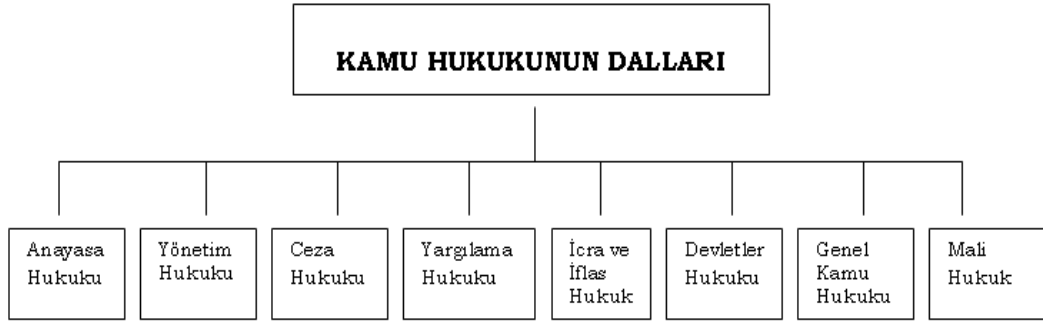 KAMU HUKUKUNUN DALLARI
Anayasa
Hukuku
Yönetim
Hukuku
Ceza
Hukuku
Yargılama
Hukuku
İcra ve
İflas
Hukuk
Devletler
Hukuku
Genel
Kamu
Hukuku
Mali
Hukuk